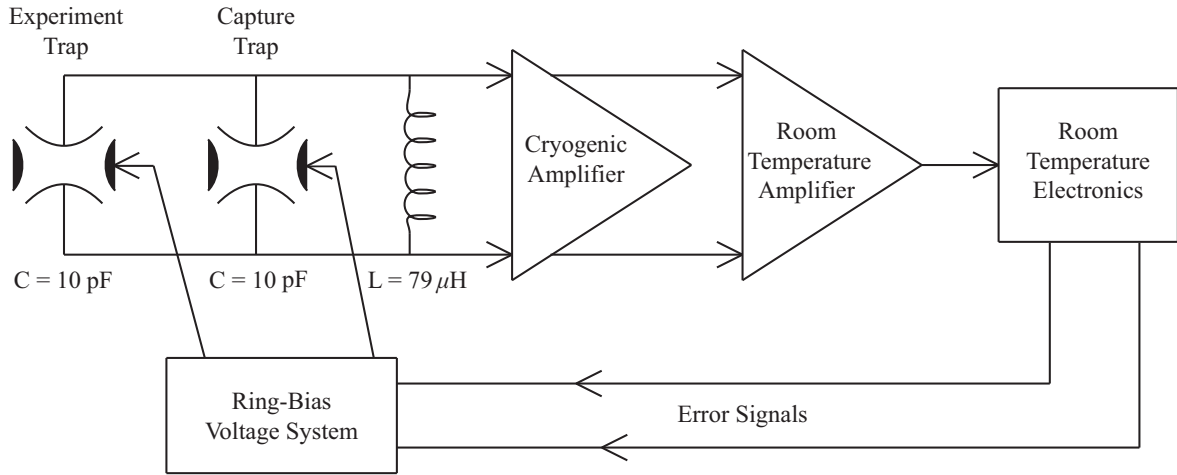 Experiment
Trap
Capture
Trap
Cryogenic
Amplifier
Room
Temperature
Amplifier
Room
Temperature
Electronics
C = 10 pF
C = 10 pF
L = 79 μH
Ring-Bias
Voltage System
Error Signals